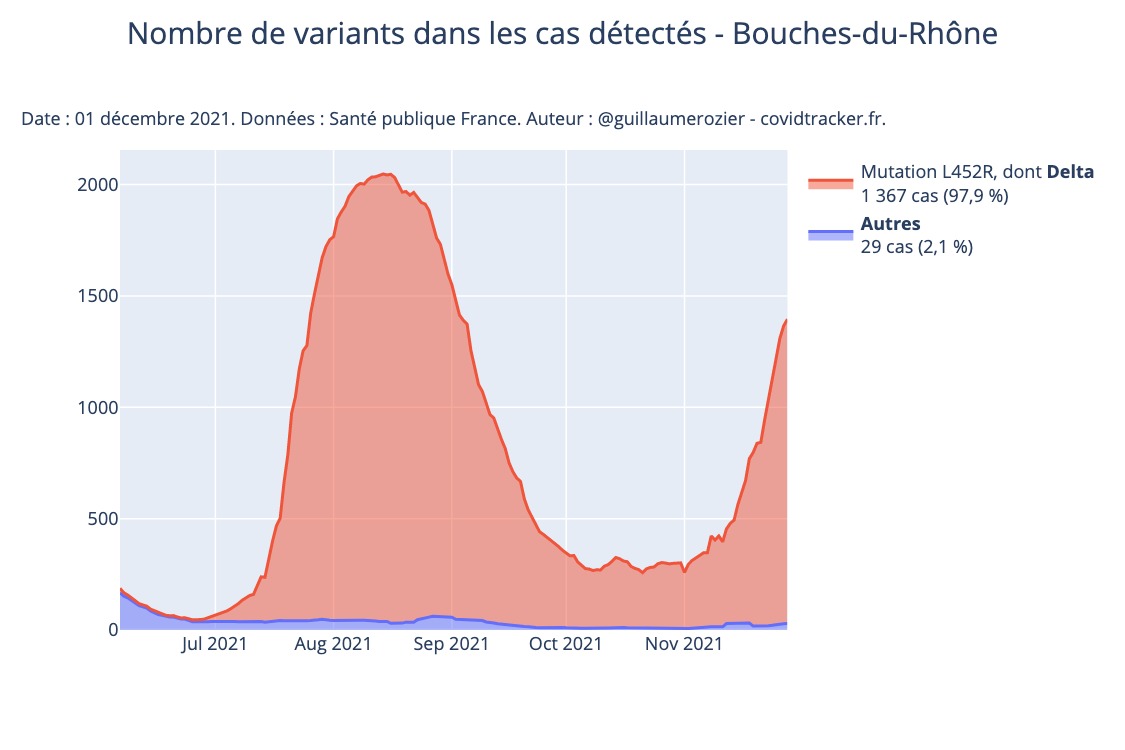 Nombre de variants dans les cas détectés - Bouches-du-Rhône
Date : 01 décembre 2021. Données : Santé publique France. Auteur : @guillaumerozier - covidtracker.fr.
Mutation L452R, dont Delta
1 367 cas (97,9 %)
Autres
29 cas (2,1 %)
2000
1500
1000
500
0
Jul 2021 Aug 2021 Sep 2021 Oct 2021 Nov 2021